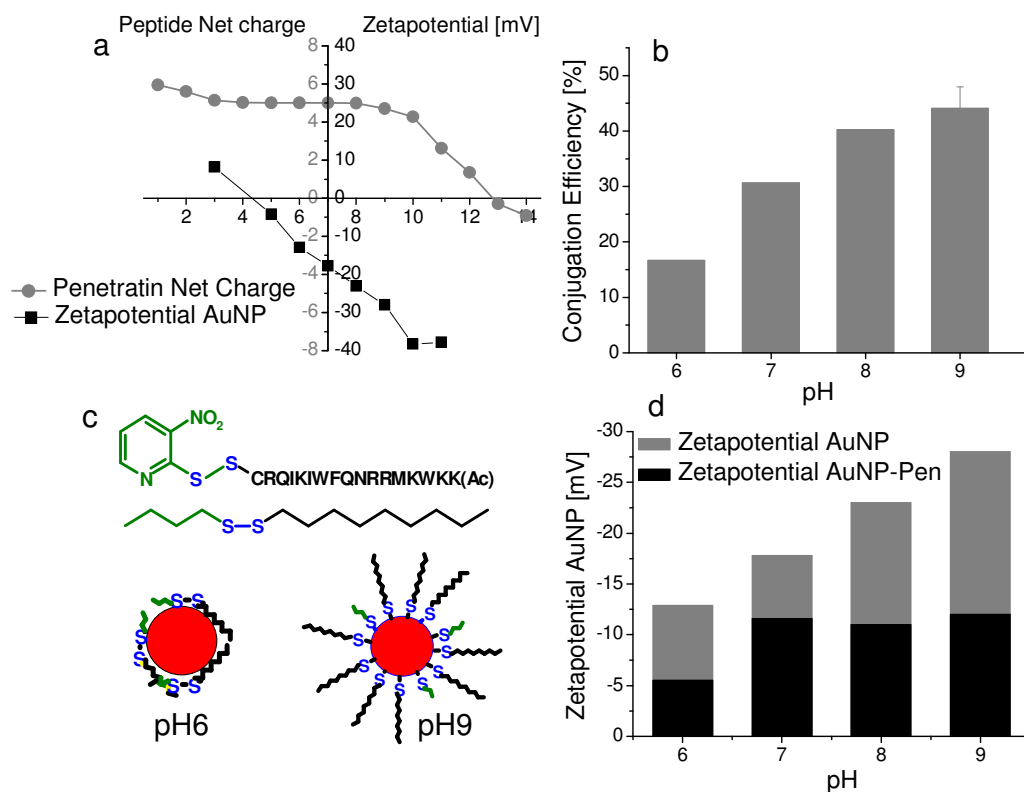 a
Peptide Net charge
Zetapotential [mV]
8 40
6 30
4 20
2 10
0 0
-2 -10
-4 -20
-6 -30
-8 -40
2 4 6 8 10 12 14
Penetratin Net Charge
Zetapotential AuNP
b
Conjugation Efficiency [%]
50
40
30
20
10
0
6 7 8 9
pH
c
NO2
N S S CRQIKIWFQNRRMKWKK(Ac)
S S
S S
S
S
S S
pH6
S S
S S
S S
S S
S S
S S
pH9
d
Zetapotential AuNP [mV]
-30
-25
-20
-15
-10
-5
0
Zetapotential AuNP
Zetapotential AuNP-Pen
6 7 8 9
pH